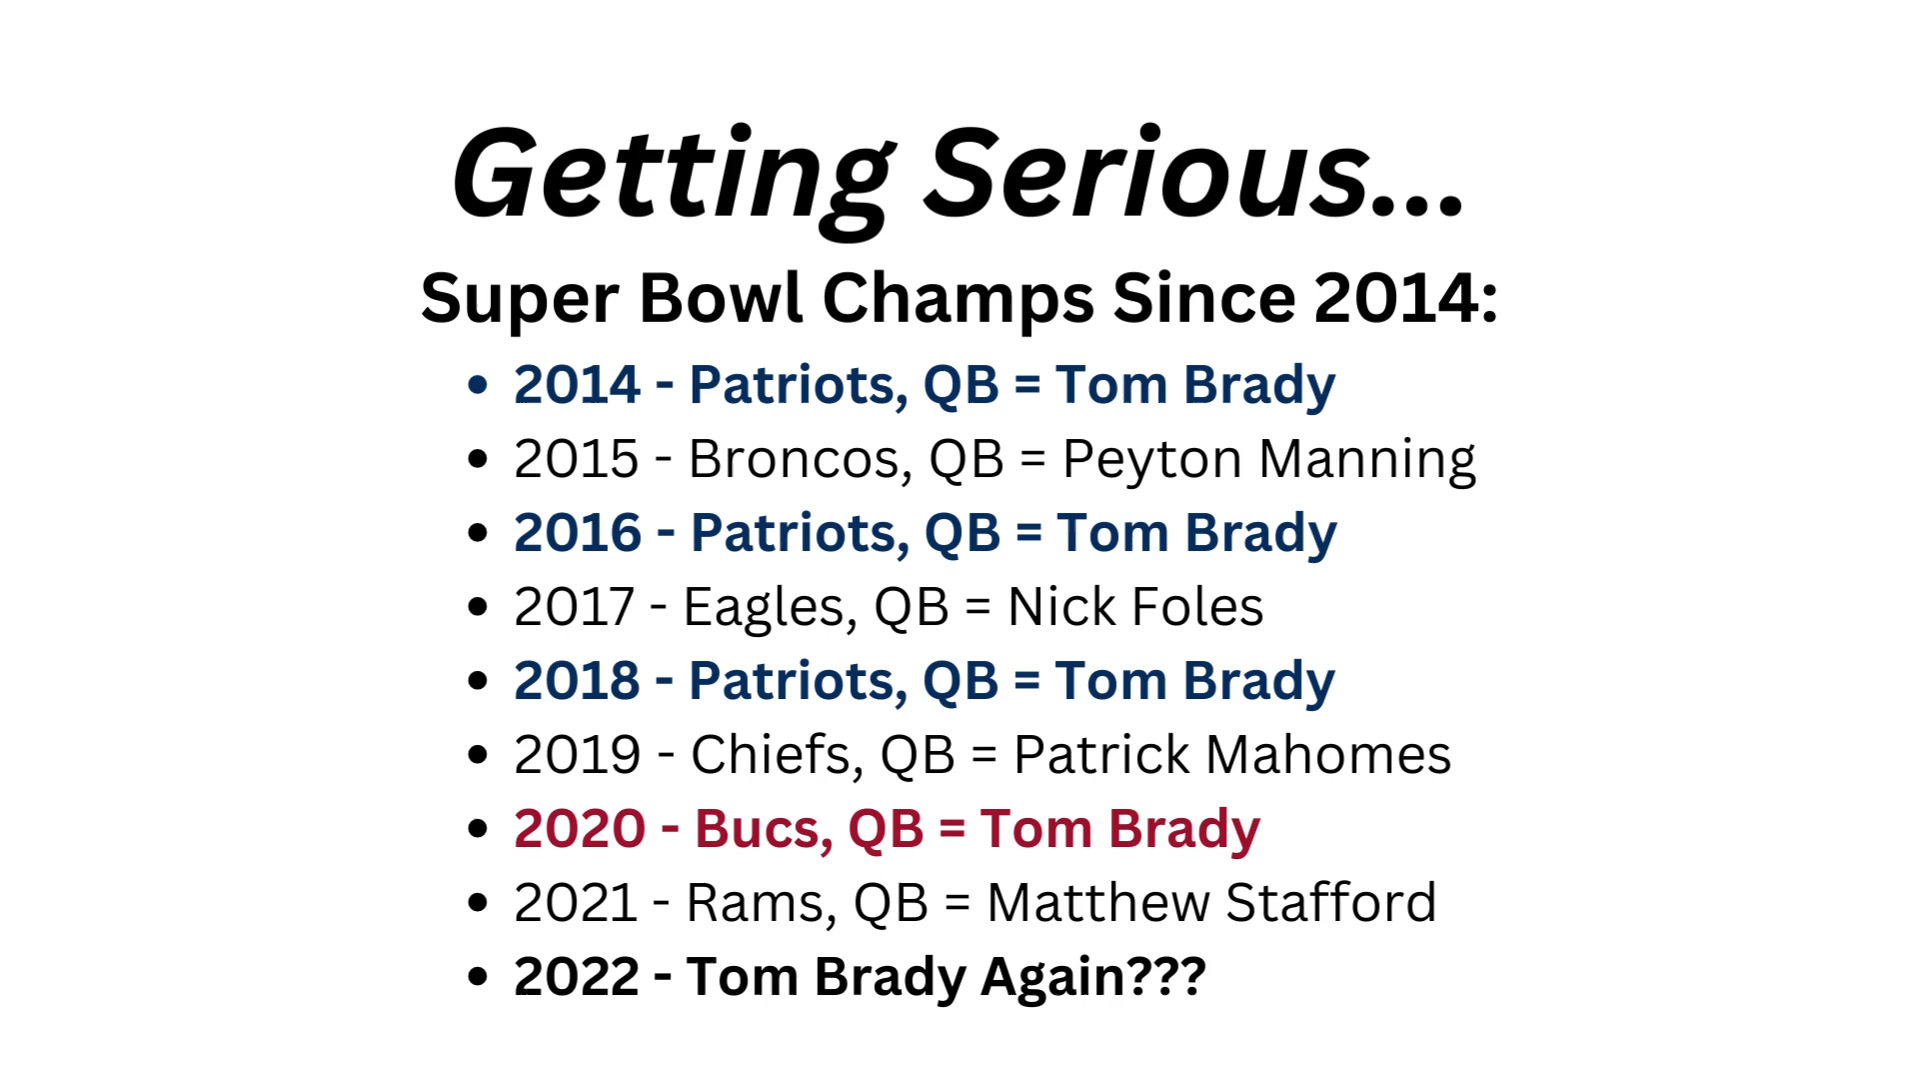 Getting Serious...
Super Bowl Champs Since 2014:
• 2014 - Patriots, QB = Tom Brady
• 2015 - Broncos, QB = Peyton Manning
• 2016 - Patriots, QB = Tom Brady
• 2017 - Eagles, QB = Nick Foles
• 2018 - Patriots, QB = Tom Brady
• 2019 - Chiefs, QB = Patrick Mahomes
• 2020 - Bucs, QB = Tom Brady
• 2021 - Rams, QB = Matthew Stafford
• 2022 - Tom Brady Again???